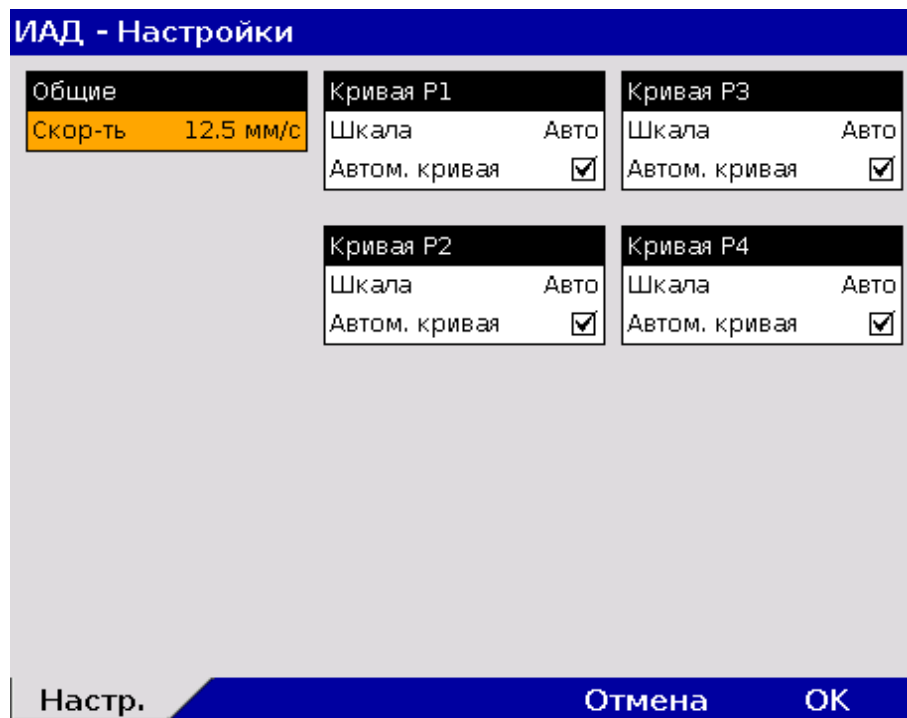 ИАД - Настройки
Общие
Скор-ть 12.5 мм/с
Кривая P1
Шкала Авто
Автом. кривая
Кривая P3
Шкала Авто
Автом. кривая
Кривая P2
Шкала Авто
Автом. кривая
Кривая P4
Шкала Авто
Автом. кривая
Настр. Отмена OK